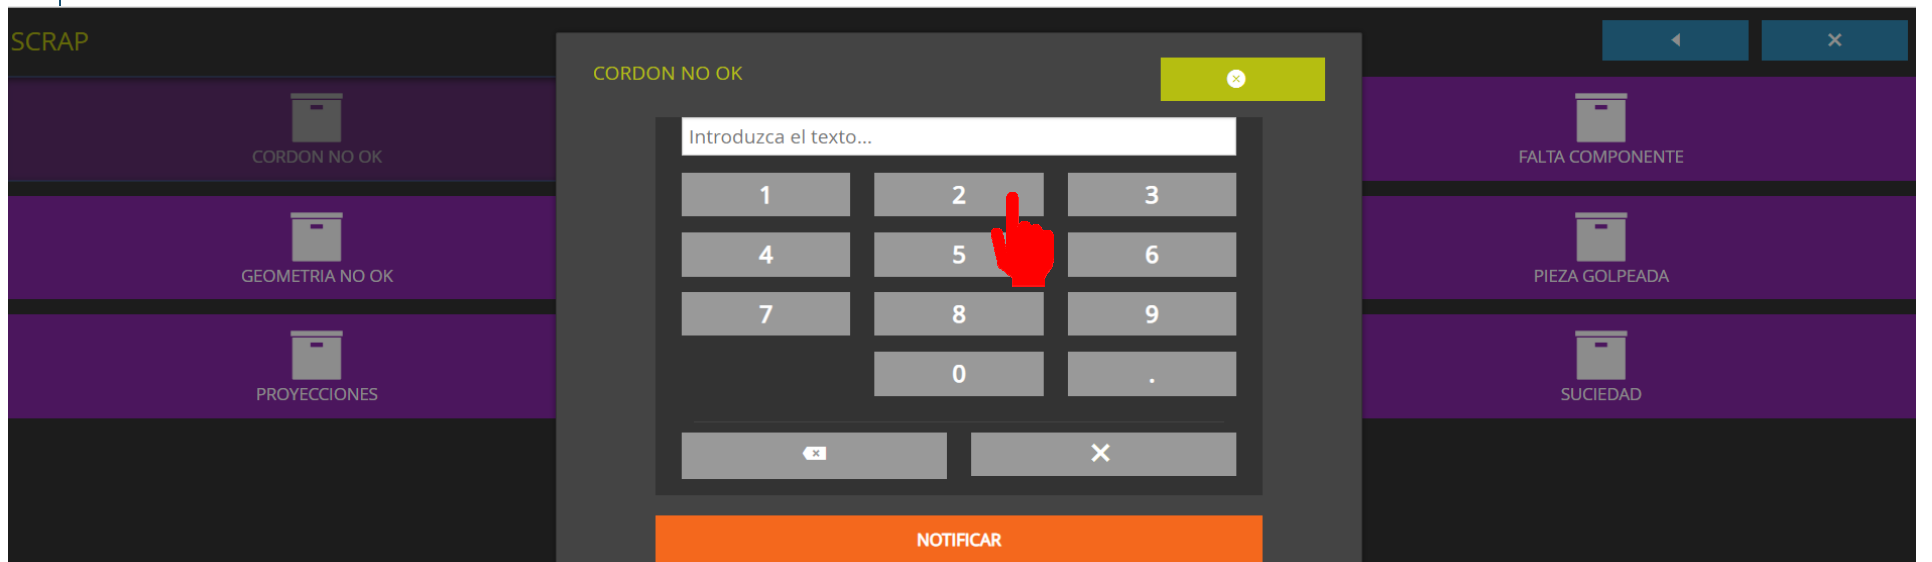 SCRAP
CORDON NO OK
CORDON NO OK
Introduzca el texto...
1 2 3
4 5 6
7 8 9
0 .
NOTIFICAR
GEOMETRIA NO OK
PROYECCIONES
FALTA COMPONENTE
PIEZA GOLPEADA
SUCIEDAD